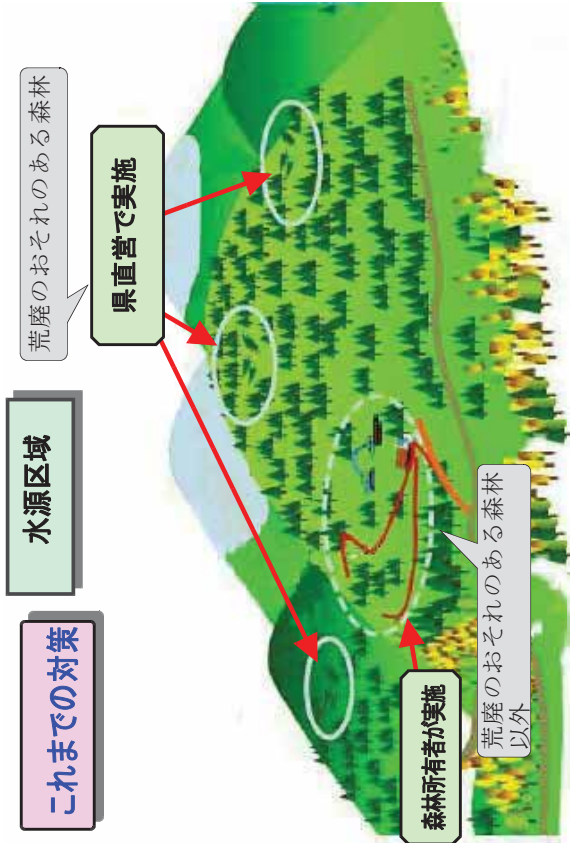 これまでの対策
水源区域
荒廃のおそれのある森林
県直営で実施
森林所有者が実施
荒廃のおそれのある森林
以外